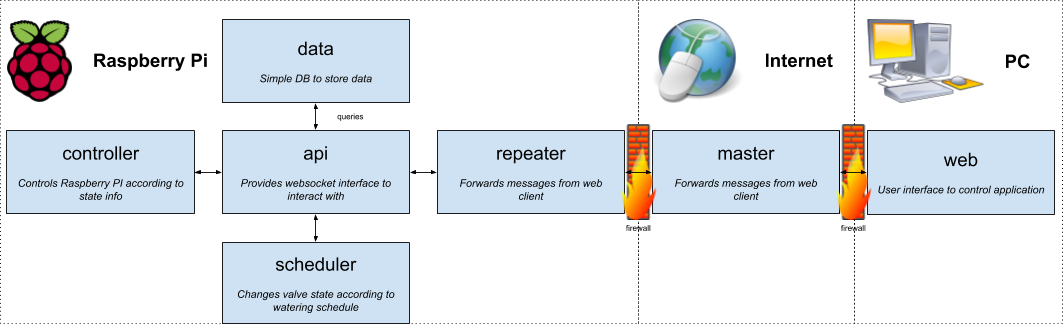 Raspberry Pi
data
Simple DB to store data
Internet
PC
queries
controller
Controls Raspberry PI according to
state info
api
Provides websocket interface to
interact with
repeater
Forwards messages from web
client
master
Forwards messages from web
client
web
User interface to control application
firewall
firewall
scheduler
Changes valve state according to
watering schedule